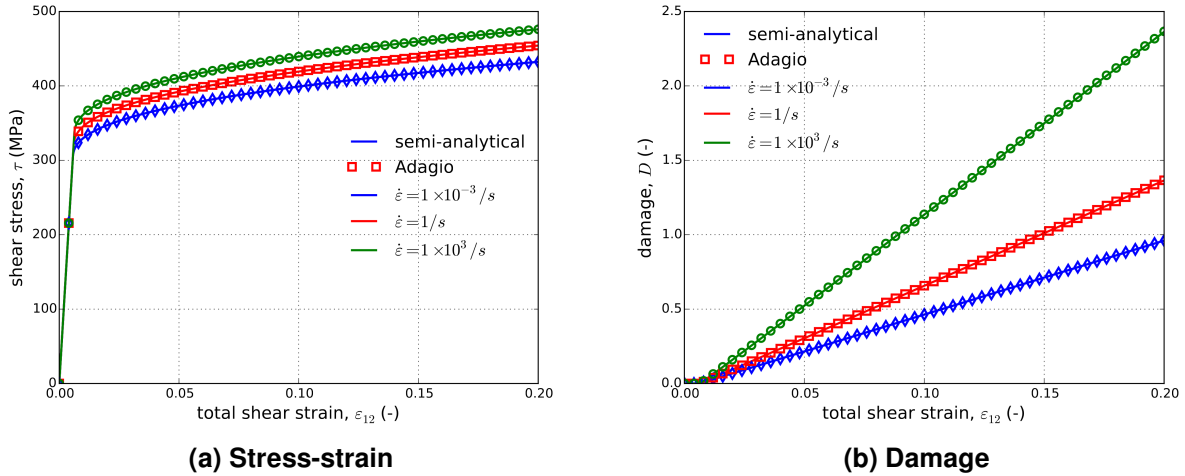 500
400
300
200
100
0
0.00
0.05
0.10
0.15
0.20
shear stress, τ (MPa)
total shear strain, ε₁₂ (-)
semi-analytical
Adagio
ε̇ = 1×10⁻³/s
ε̇ = 1/s
ε̇ = 1×10³/s
(a) Stress-strain
2.5
2.0
1.5
1.0
0.5
0.0
0.00
0.05
0.10
0.15
0.20
damage, D (-)
total shear strain, ε₁₂ (-)
semi-analytical
Adagio
ε̇ = 1×10⁻³/s
ε̇ = 1/s
ε̇ = 1×10³/s
(b) Damage